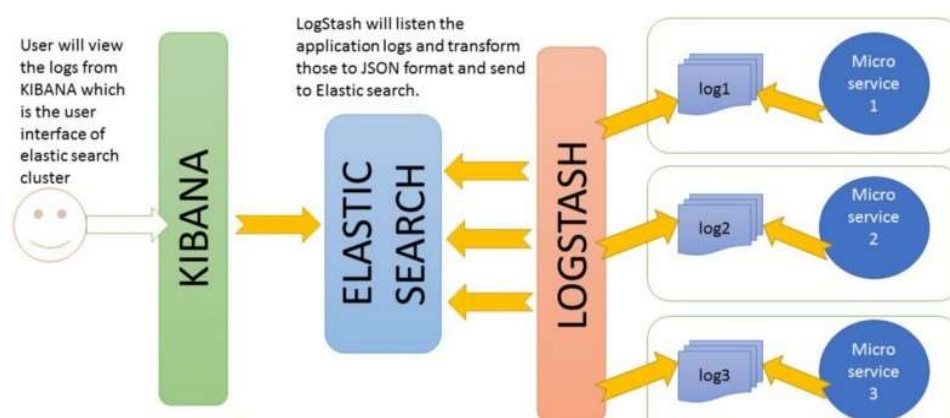 User will view
the logs from
KIBANA which
is the user
interface of
elastic search
cluster
LogStash will listen the
application logs and transform
those to JSON format and send
to Elastic search.
KIBANA
ELASTIC
SEARCH
LOGSTASH
log1
Micro
service
1
log2
Micro
service
2
log3
Micro
service
3